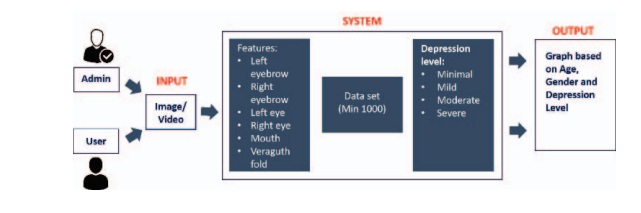 SYSTEM
OUTPUT
INPUT
Admin
User
Image/
Video
Features:
• Left
eyebrow
• Right
eyebrow
• Left eye
• Right eye
• Mouth
• Veraguth
fold
Data set
(Min 1000)
Depression
level:
• Minimal
• Mild
• Moderate
• Severe
Graph based
on Age,
Gender and
Depression
Level